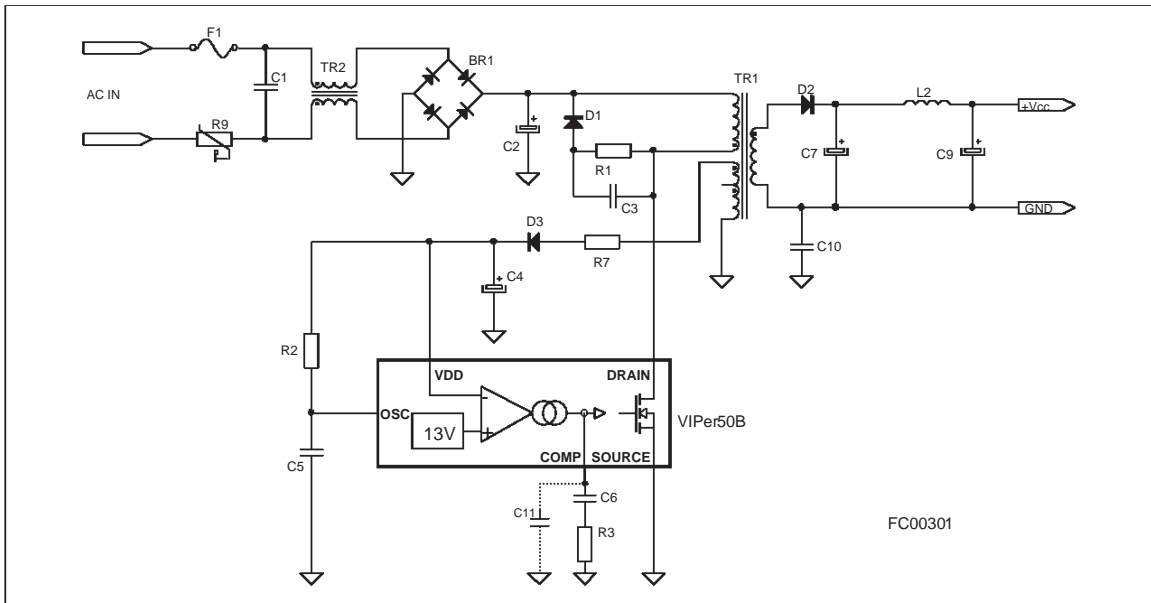 F1
TR2
BR1
C1
AC IN
R9
C2
D1
R1
C3
TR1
D2
L2
+Vcc
C7
C9
GND
C10
D3
R7
C4
R2
VDD
DRAIN
OSC
-
13V
+
VIPer50B
COMP SOURCE
C5
C6
C11
R3
FC00301